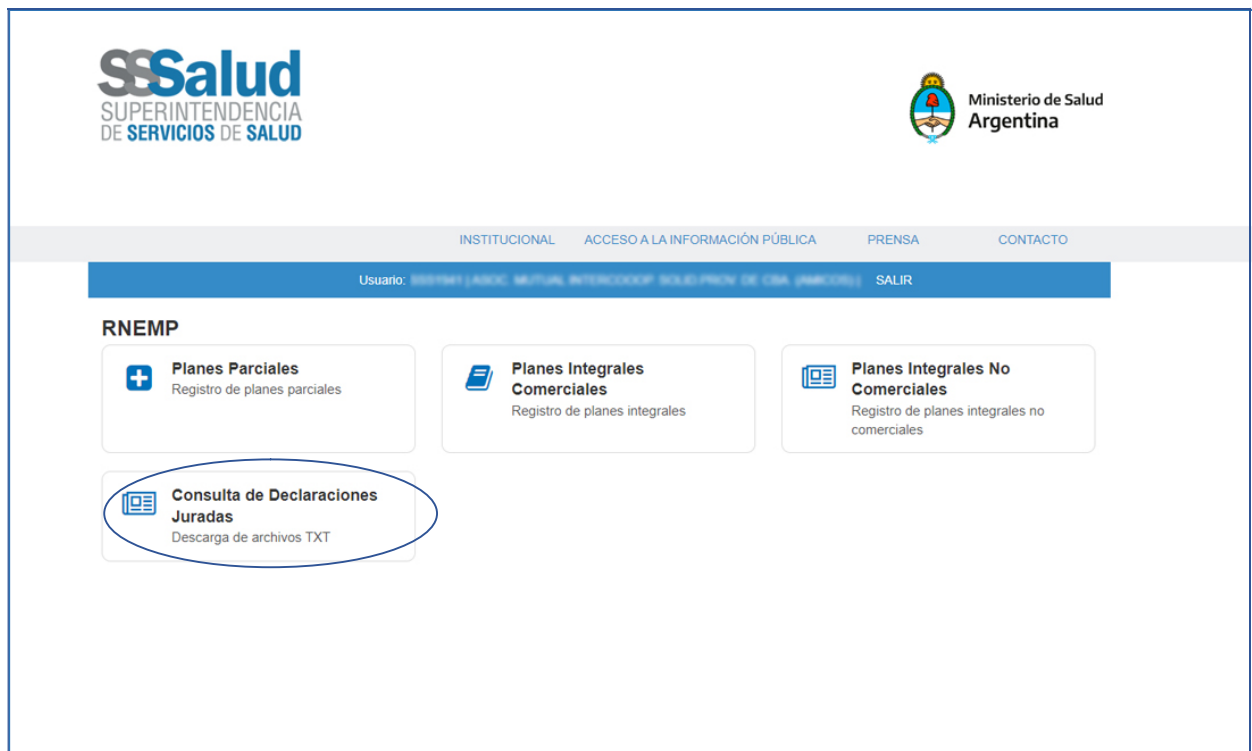 SSSalud
SUPERINTENDENCIA
DE SERVICIOS DE SALUD
Ministerio de Salud
Argentina
INSTITUCIONAL ACCESO A LA INFORMACIÓN PÚBLICA PRENSA CONTACTO
Usuario: SALIR
RNEMP
Planes Parciales
Registro de planes parciales
Planes Integrales
Comerciales
Registro de planes integrales
Planes Integrales No
Comerciales
Registro de planes integrales no
comerciales
Consulta de Declaraciones
Juradas
Descarga de archivos TXT